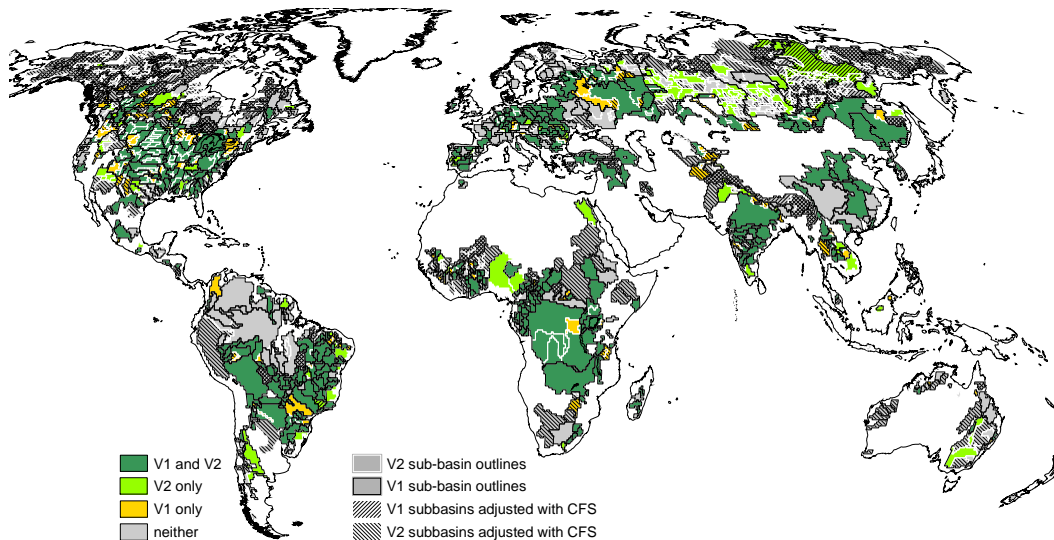 V1 and V2
V2 only
V1 only
neither
V2 sub-basin outlines
V1 sub-basin outlines
V1 subbasins adjusted with CFS
V2 subbasins adjusted with CFS